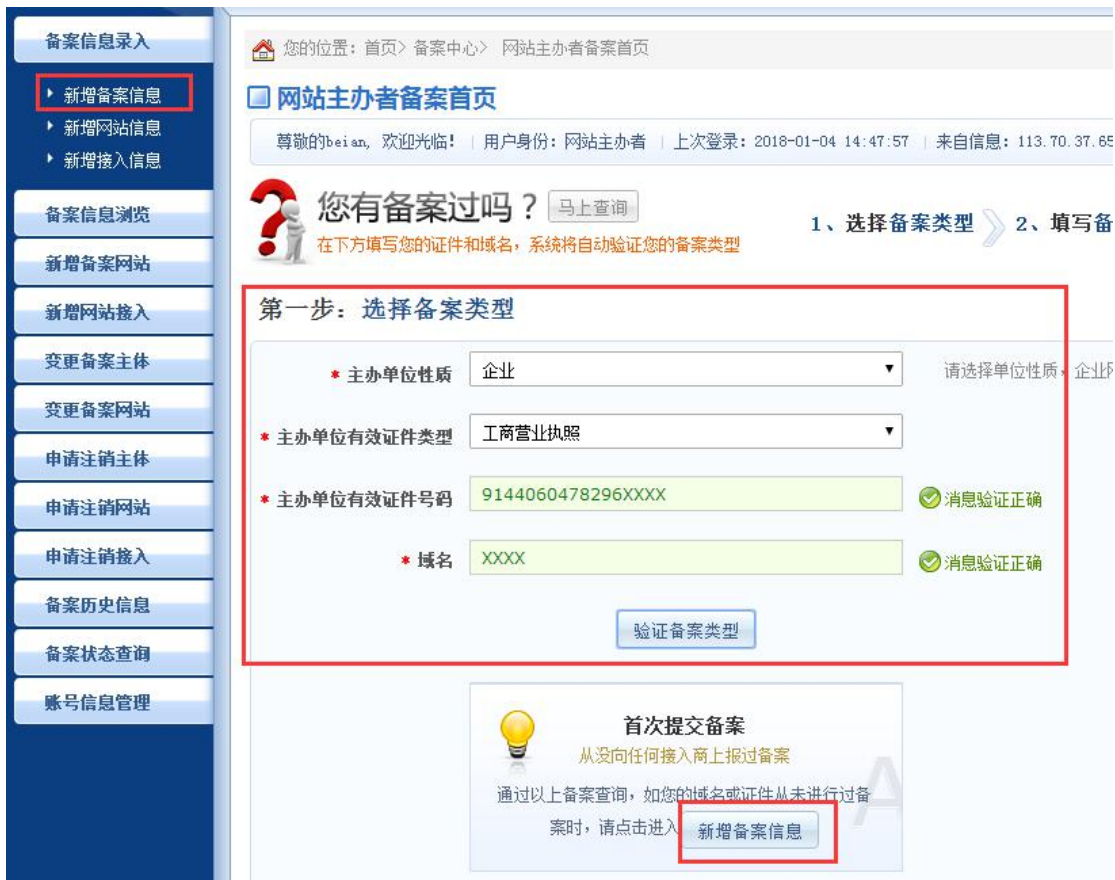 备案信息录入
新增备案信息
新增网站信息
新增接入信息
备案信息浏览
新增备案网站
新增网站接入
变更备案主体
变更备案网站
申请注销主体
申请注销网站
申请注销接入
备案历史信息
备案状态查询
账号信息管理
您的位置：首页> 备案中心> 网站主办者备案首页
网站主办者备案首页
尊敬的beian, 欢迎光临! | 用户身份：网站主办者 | 上次登录：2018-01-04 14:47:57 | 来自信息：113.70.37.65
您有备案过吗？ 马上查询
在下方填写您的证件和域名，系统将自动验证您的备案类型
1、选择备案类型 2、填写备
第一步：选择备案类型
* 主办单位性质 企业 请选择单位性质，企业
* 主办单位有效证件类型 工商营业执照
* 主办单位有效证件号码 9144060478296XXXX 消息验证正确
* 域名 XXXX 消息验证正确
验证备案类型
首次提交备案
从没向任何接入商上报过备案
通过以上备案查询，如您的域名或证件从未进行过备
案时，请点击进入 新增备案信息
A